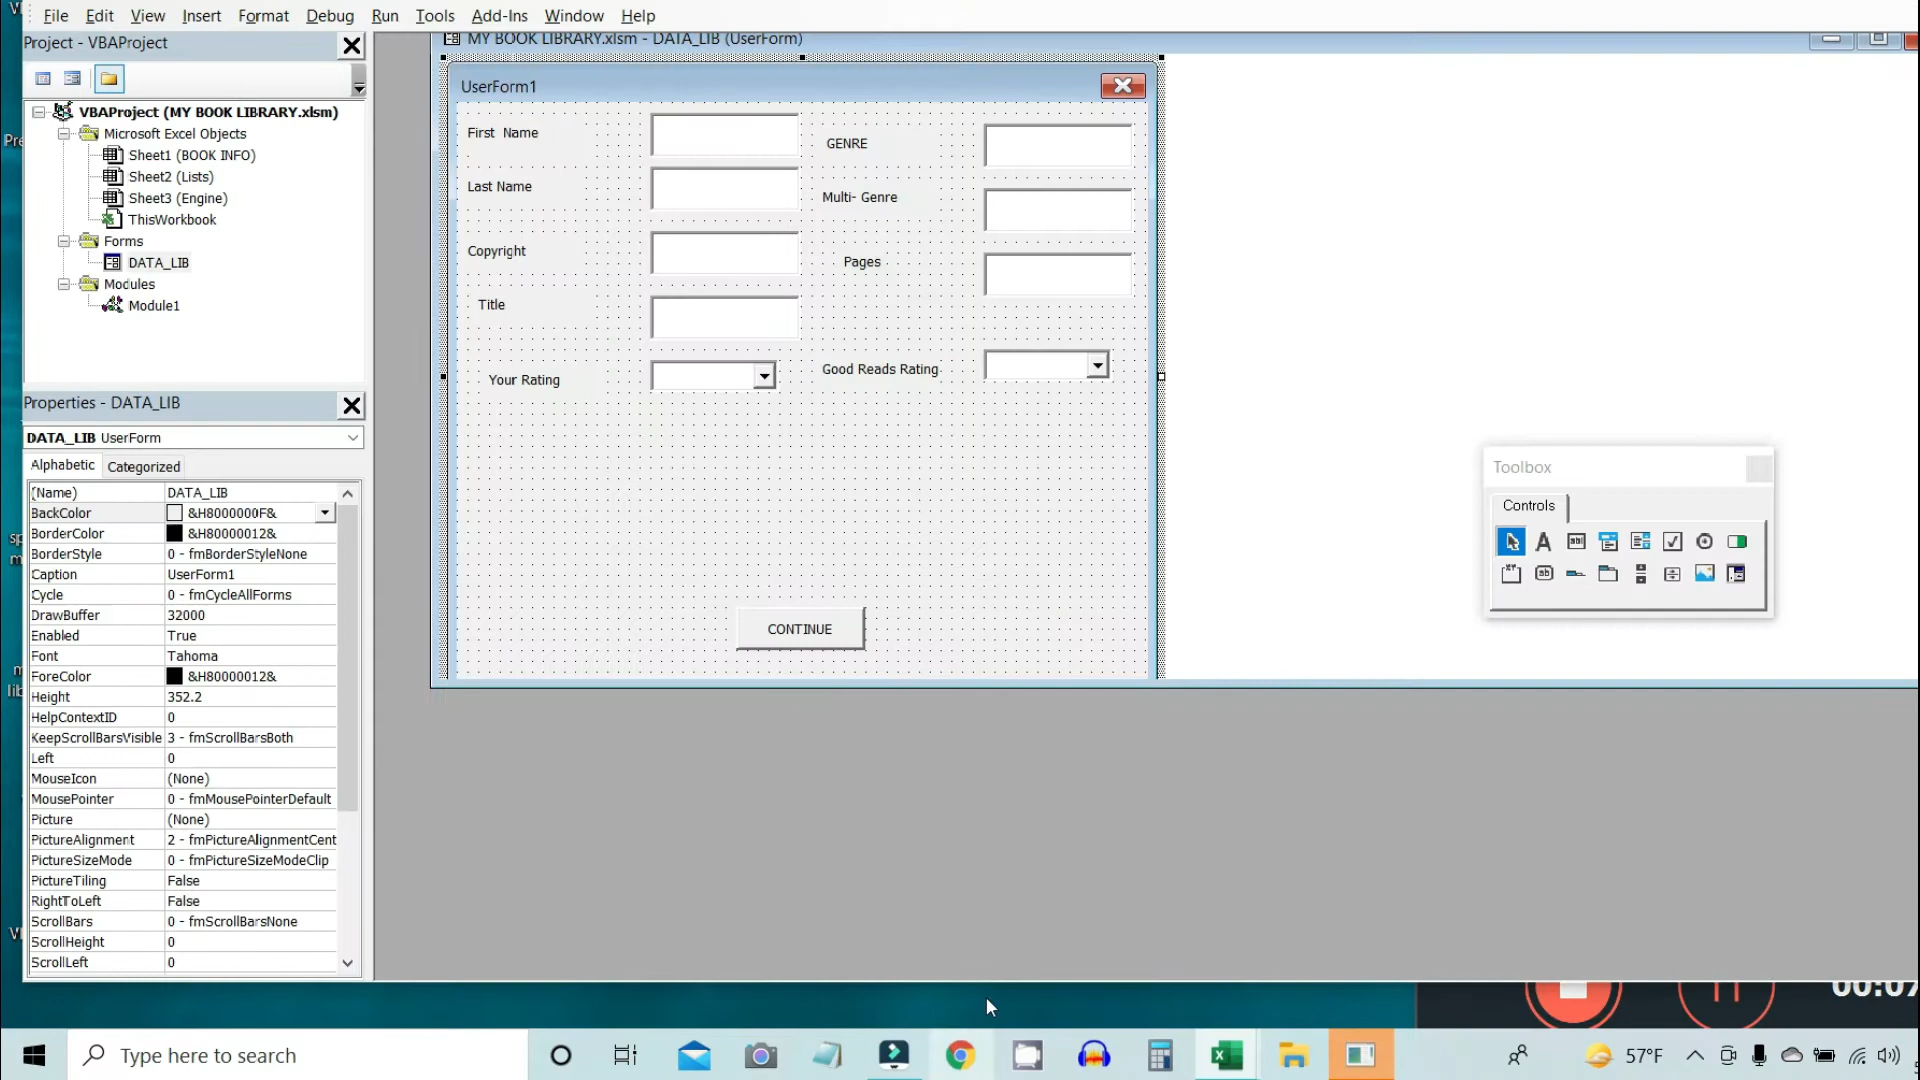 File Edit View Insert Format Debug Run Tools Add-Ins Window Help
Project - VBAProject
VBAProject (MY BOOK LIBRARY.xlsm)
Microsoft Excel Objects
Sheet1 (BOOK INFO)
Sheet2 (Lists)
Sheet3 (Engine)
ThisWorkbook
Forms
DATA_LIB
Modules
Module1
Properties - DATA_LIB
DATA_LIB UserForm
Alphabetic Categorized
(Name) DATA_LIB
BackColor &H8000000F&
BorderColor &H80000012&
BorderStyle 0 - fmBorderStyleNone
Caption UserForm1
Cycle 0 - fmCycleAllForms
DrawBuffer 32000
Enabled True
Font Tahoma
ForeColor &H80000012&
Height 352.2
HelpContextID 0
KeepScrollBarsVisible 3 - fmScrollBarsBoth
Left 0
MouseIcon (None)
MousePointer 0 - fmMousePointerDefault
Picture (None)
PictureAlignment 2 - fmPictureAlignmentCent
PictureSizeMode 0 - fmPictureSizeModeClip
PictureTiling False
RightToLeft False
ScrollBars 0 - fmScrollBarsNone
ScrollHeight 0
ScrollLeft 0
MY BOOK LIBRARY.xlsm - DATA_LIB (UserForm)
UserForm1
First Name
GENRE
Last Name
Multi- Genre
Copyright
Pages
Title
Your Rating
Good Reads Rating
CONTINUE
Toolbox
Controls
Type here to search
57°F